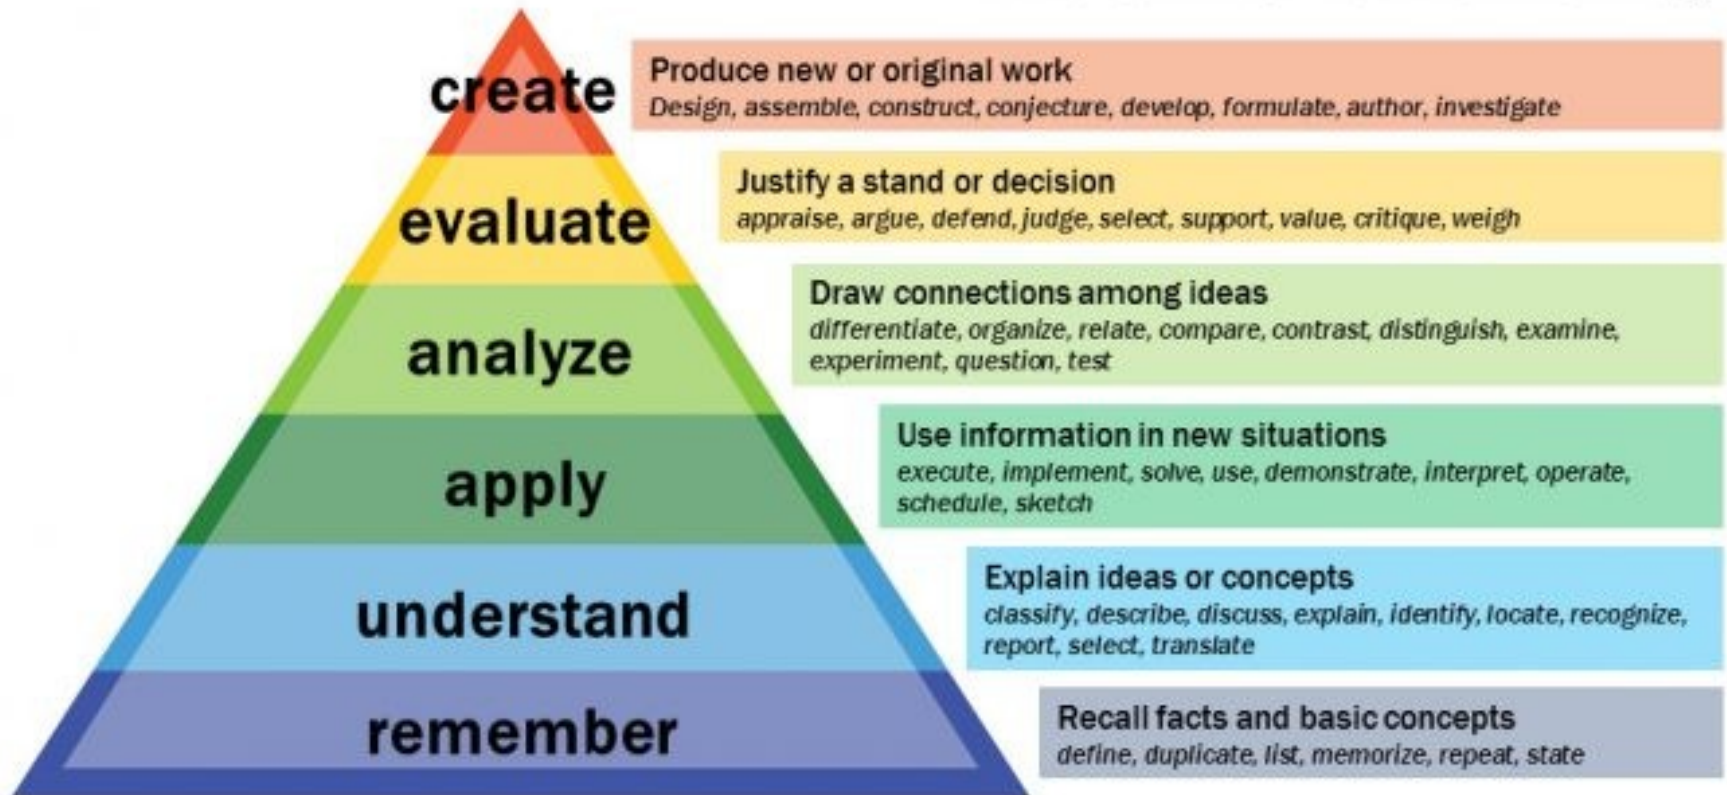 create
Produce new or original work
Design, assemble, construct, conjecture, develop, formulate, author, investigate
evaluate
Justify a stand or decision
appraise, argue, defend, judge, select, support, value, critique, weigh
analyze
Draw connections among ideas
differentiate, organize, relate, compare, contrast, distinguish, examine,
experiment, question, test
apply
Use information in new situations
execute, implement, solve, use, demonstrate, interpret, operate,
schedule, sketch
understand
Explain ideas or concepts
classify, describe, discuss, explain, identify, locate, recognize,
report, select, translate
remember
Recall facts and basic concepts
define, duplicate, list, memorize, repeat, state